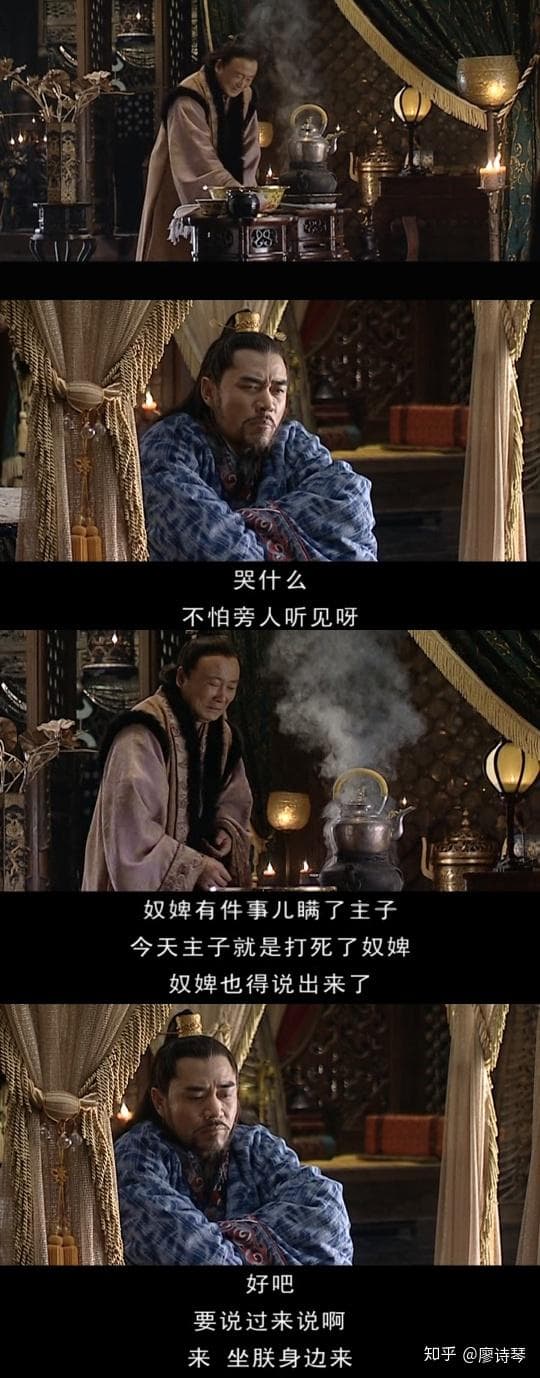 哭什么
不怕旁人听见呀
奴婢有件事儿瞒了主子
今天主子就是打死了奴婢
奴婢也得说出来了
好吧
要说过来说啊
来 坐朕身边来
知乎 @廖诗琴